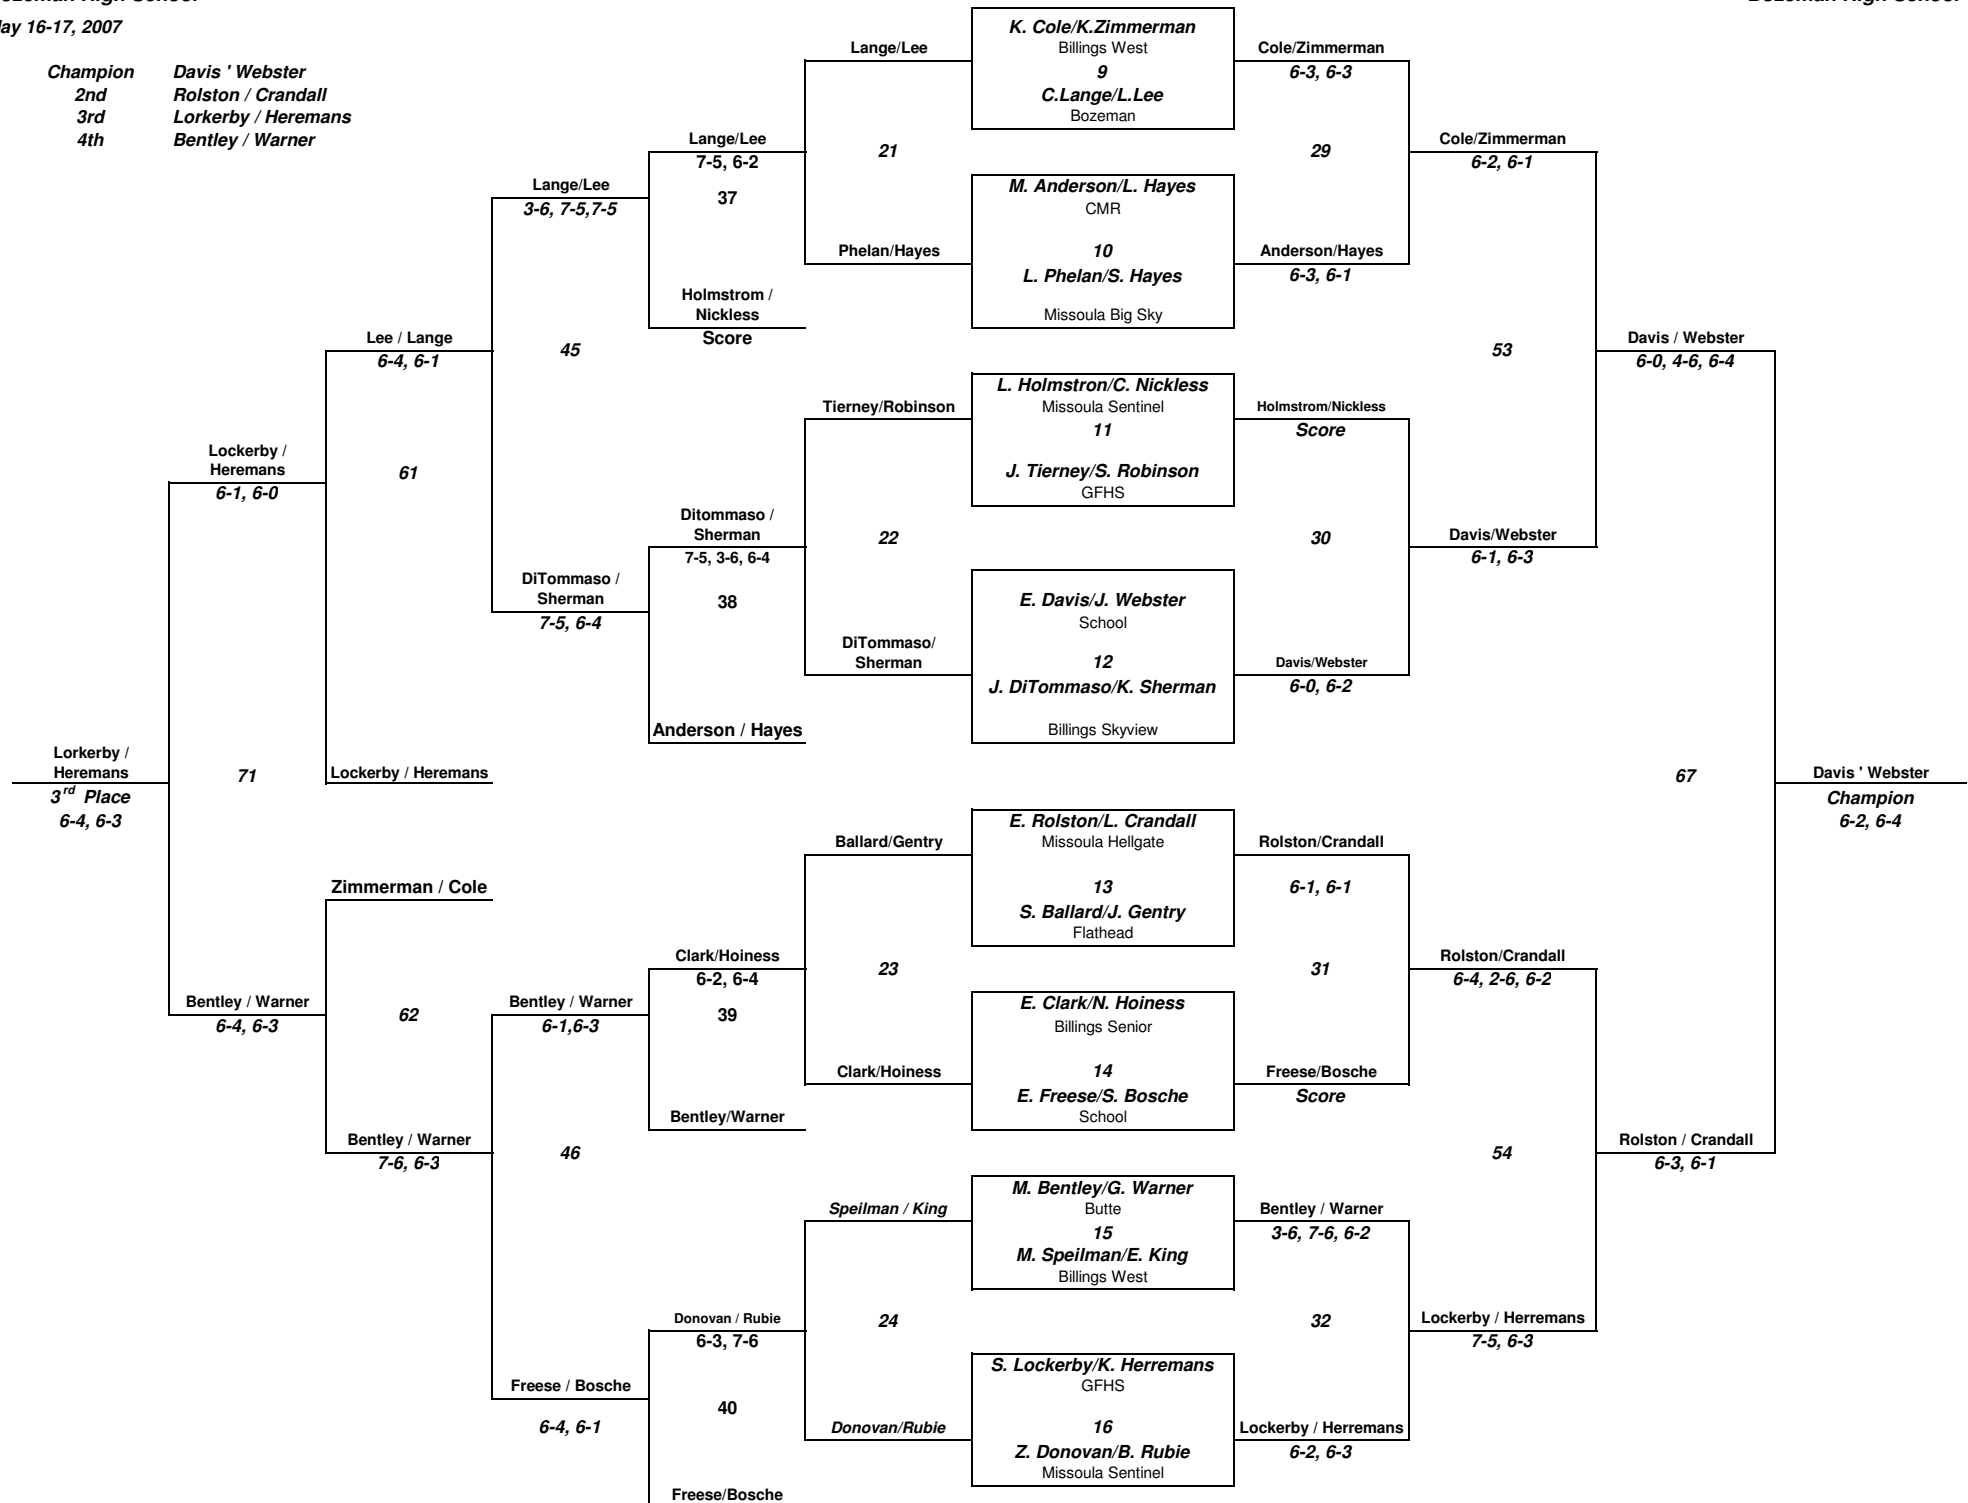 Bozeman High School
Bozeman High School
May 16-17, 2007
Champion Davis ' Webster
2nd Rolston / Crandall
3rd Lorkerby / Heremans
4th Bentley / Warner
Lorkerby /
Heremans
3rd Place
6-4, 6-3
71
Lockerby /
Heremans
6-1, 6-0
Bentley / Warner
6-4, 6-3
Lee / Lange
6-4, 6-1
61
Lockerby / Heremans
Zimmerman / Cole
62
Bentley / Warner
7-6, 6-3
Lange/Lee
3-6, 7-5,7-5
45
DiTommaso /
Sherman
7-5, 6-4
Bentley / Warner
6-1,6-3
46
Freese / Bosche
6-4, 6-1
Lange/Lee
7-5, 6-2
37
Holmstrom /
Nickless
Score
Ditommaso /
Sherman
7-5, 3-6, 6-4
38
Anderson / Hayes
Clark/Hoiness
6-2, 6-4
39
Bentley/Warner
Donovan / Rubie
6-3, 7-6
40
Freese/Bosche
Lange/Lee
21
Phelan/Hayes
Tierney/Robinson
22
DiTommaso/
Sherman
Ballard/Gentry
23
Clark/Hoiness
Speilman / King
24
Donovan/Rubie
K. Cole/K.Zimmerman
Billings West
9
C.Lange/L.Lee
Bozeman
M. Anderson/L. Hayes
CMR
10
L. Phelan/S. Hayes
Missoula Big Sky
L. Holmstron/C. Nickless
Missoula Sentinel
11
J. Tierney/S. Robinson
GFHS
E. Davis/J. Webster
School
12
J. DiTommaso/K. Sherman
Billings Skyview
E. Rolston/L. Crandall
Missoula Hellgate
13
S. Ballard/J. Gentry
Flathead
E. Clark/N. Hoiness
Billings Senior
14
E. Freese/S. Bosche
School
M. Bentley/G. Warner
Butte
15
M. Speilman/E. King
Billings West
S. Lockerby/K. Herremans
GFHS
16
Z. Donovan/B. Rubie
Missoula Sentinel
Cole/Zimmerman
6-3, 6-3
29
Anderson/Hayes
6-3, 6-1
Holmstrom/Nickless
Score
30
Davis/Webster
6-0, 6-2
Rolston/Crandall
6-1, 6-1
31
Freese/Bosche
Score
Bentley / Warner
3-6, 7-6, 6-2
32
Lockerby / Herremans
6-2, 6-3
Cole/Zimmerman
6-2, 6-1
53
Davis/Webster
6-1, 6-3
Rolston/Crandall
6-4, 2-6, 6-2
54
Lockerby / Herremans
7-5, 6-3
Davis / Webster
6-0, 4-6, 6-4
67
Rolston / Crandall
6-3, 6-1
Davis ' Webster
Champion
6-2, 6-4